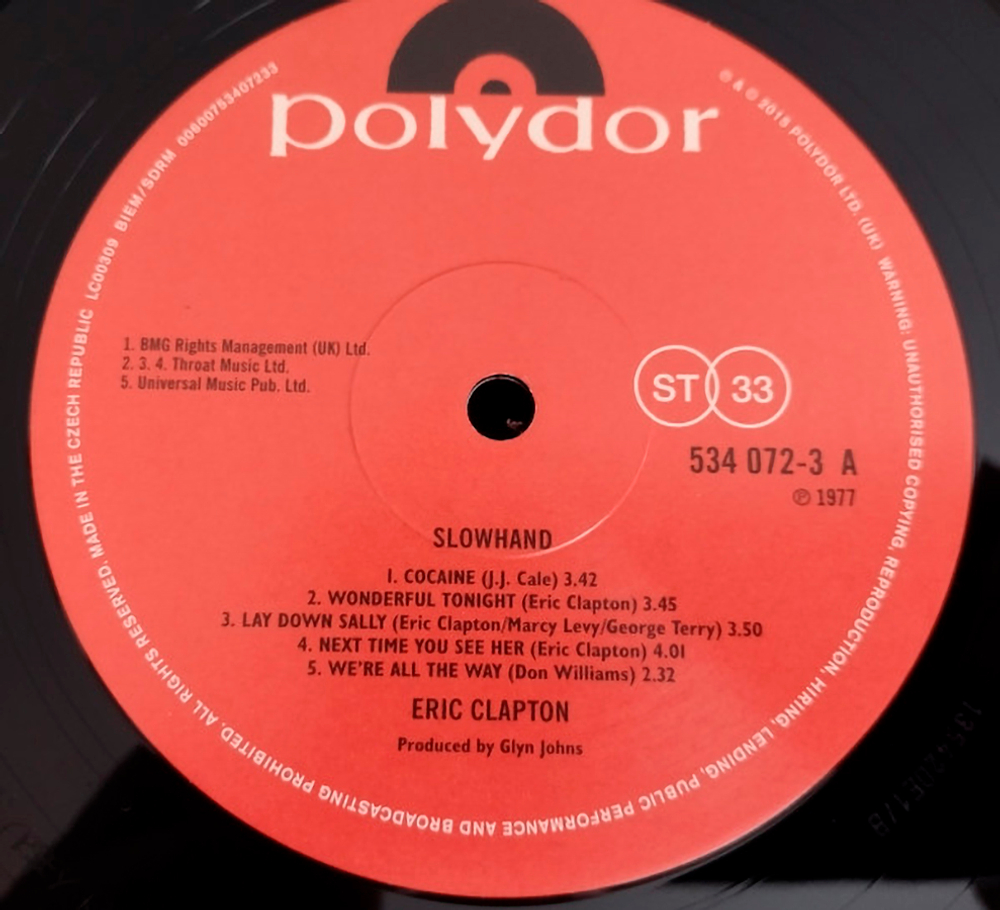 polydor
MADE IN THE CZECH REPUBLIC LC00309 BIEM/SDRM 00600753407233
℗ & © 2018 POLYDOR LTD. (UK) WARNING: UNAUTHORISED COPYING, REPRODUCTION, HIRING, LENDING, PUBLIC PERFORMANCE AND BROADCASTING PROHIBITED. ALL RIGHTS RESERVED.
1. BMG Rights Management (UK) Ltd.
2. 3. 4. Throat Music Ltd.
5. Universal Music Pub. Ltd.
ST 33
534 072-3 A
℗ 1977
SLOWHAND
1. COCAINE (J.J. Cale) 3.42
2. WONDERFUL TONIGHT (Eric Clapton) 3.45
3. LAY DOWN SALLY (Eric Clapton/Marcy Levy/George Terry) 3.50
4. NEXT TIME YOU SEE HER (Eric Clapton) 4.01
5. WE'RE ALL THE WAY (Don Williams) 2.32
ERIC CLAPTON
Produced by Glyn Johns